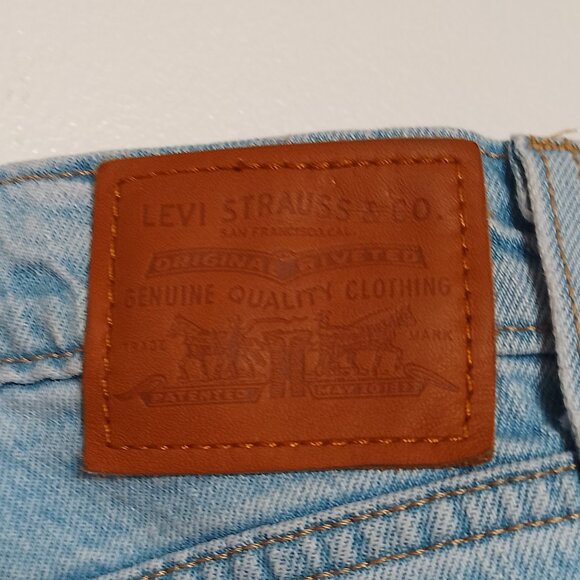 LEVI STRAUSS & CO.
SAN FRANCISCO, CAL.
ORIGINAL RIVETED
GENUINE QUALITY CLOTHING
TRADE MARK
PATENTED MAY 20 1873